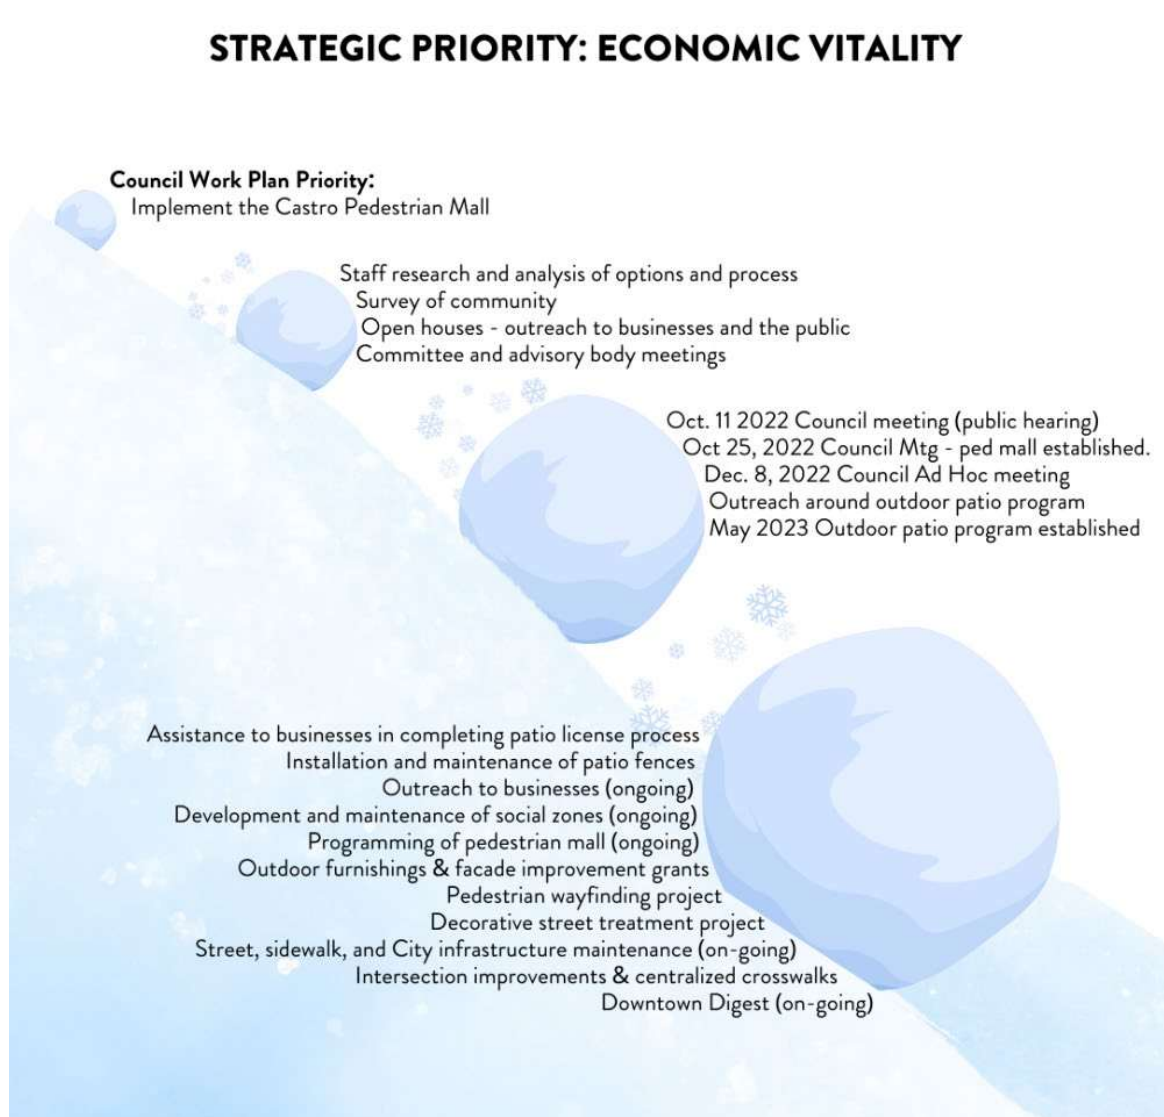 STRATEGIC PRIORITY: ECONOMIC VITALITY
Council Work Plan Priority:
Implement the Castro Pedestrian Mall
Staff research and analysis of options and process
Survey of community
Open houses - outreach to businesses and the public
Committee and advisory body meetings
Oct. 11 2022 Council meeting (public hearing)
Oct 25, 2022 Council Mtg - ped mall established.
Dec. 8, 2022 Council Ad Hoc meeting
Outreach around outdoor patio program
May 2023 Outdoor patio program established
Assistance to businesses in completing patio license process
Installation and maintenance of patio fences
Outreach to businesses (ongoing)
Development and maintenance of social zones (ongoing)
Programming of pedestrian mall (ongoing)
Outdoor furnishings & facade improvement grants
Pedestrian wayfinding project
Decorative street treatment project
Street, sidewalk, and City infrastructure maintenance (on-going)
Intersection improvements & centralized crosswalks
Downtown Digest (on-going)